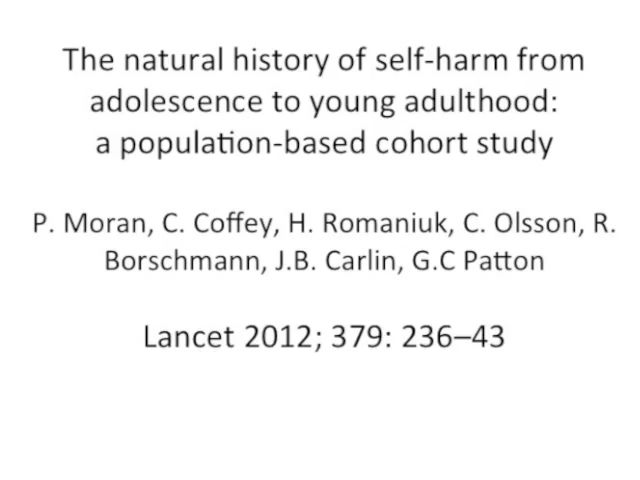 The natural history of self-harm from
adolescence to young adulthood:
a population-based cohort study
P. Moran, C. Coffey, H. Romaniuk, C. Olsson, R.
Borschmann, J.B. Carlin, G.C Patton
Lancet 2012; 379: 236–43